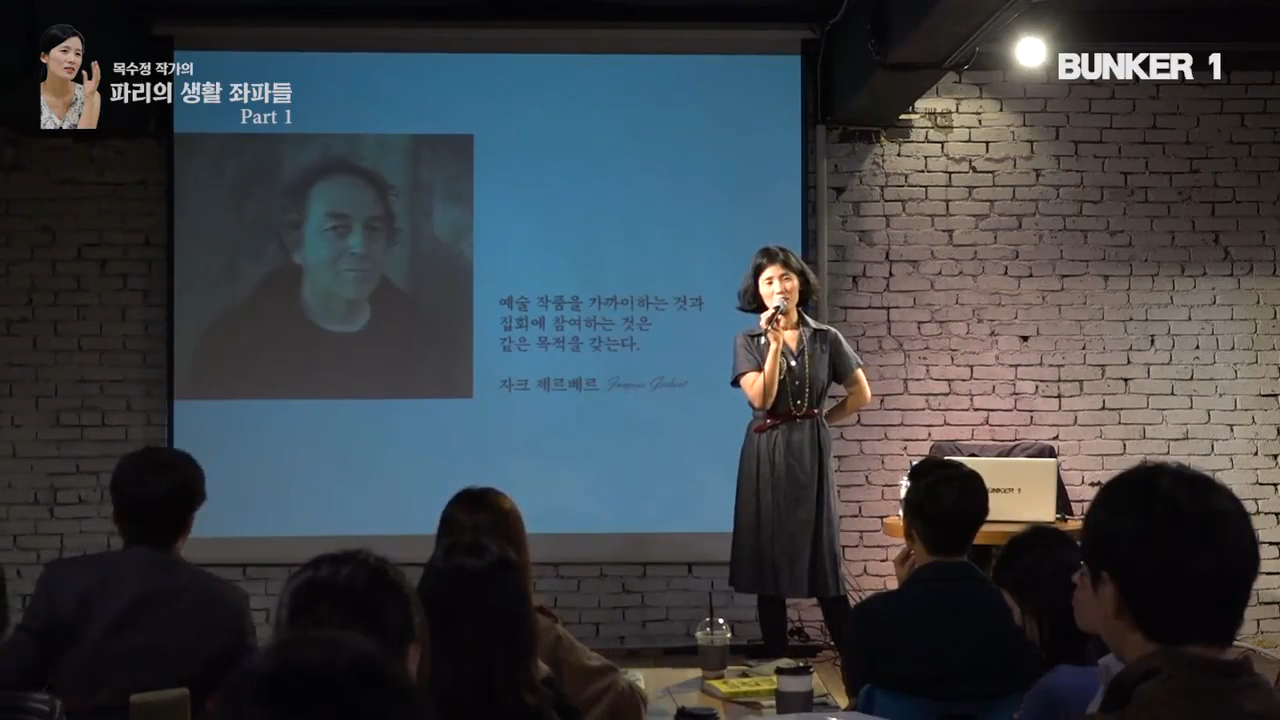 목수정 작가의
파리의 생활 좌파들
Part 1
BUNKER 1
예술 작품을 가까이하는 것과
집회에 참여하는 것은
같은 목적을 갖는다.
자크 제르베르
BUNKER 1